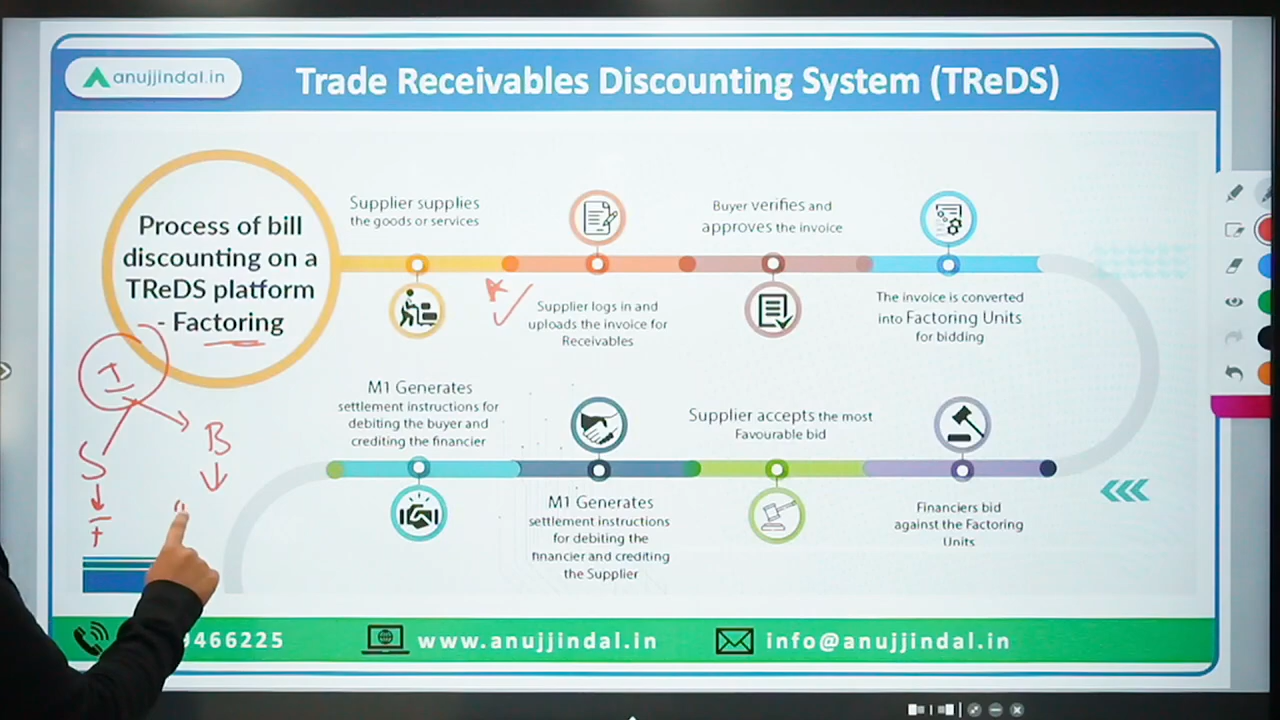 anujjindal.in
Trade Receivables Discounting System (TReDS)
Process of bill
discounting on a
TReDS platform
- Factoring
Supplier supplies
the goods or services
Supplier logs in and
uploads the invoice for
Receivables
Buyer verifies and
approves the invoice
The invoice is converted
into Factoring Units
for bidding
Financiers bid
against the Factoring
Units
Supplier accepts the most
Favourable bid
M1 Generates
settlement instructions
for debiting the
financier and crediting
the Supplier
M1 Generates
settlement instructions for
debiting the buyer and
crediting the financier
S
B
9466225
www.anujjindal.in
info@anujjindal.in